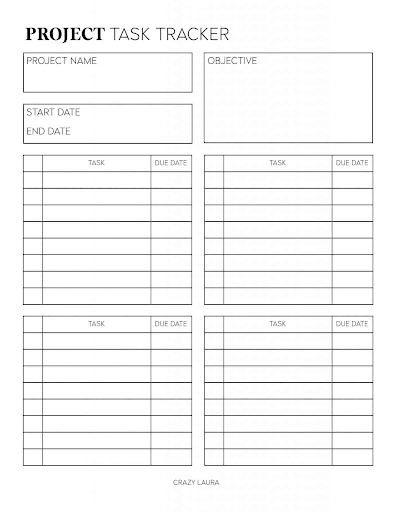 PROJECT TASK TRACKER
PROJECT NAME
OBJECTIVE
START DATE
END DATE
TASK DUE DATE
TASK DUE DATE
TASK DUE DATE
TASK DUE DATE
CRAZY LAURA